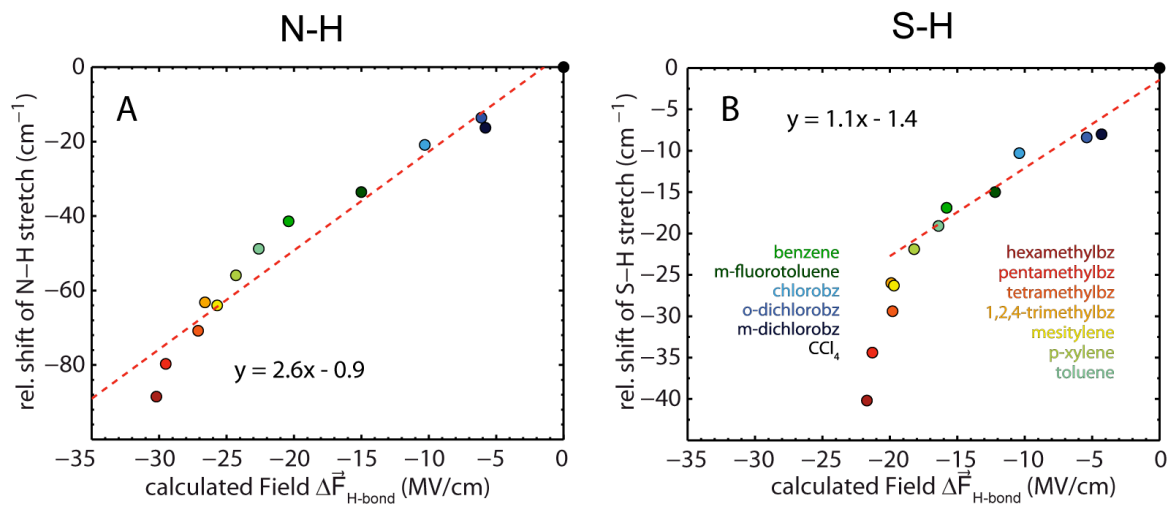 N-H
S-H
rel. shift of N−H stretch (cm⁻¹)
0
−20
−40
−60
−80
A
y = 2.6x - 0.9
−35 −30 −25 −20 −15 −10 −5 0
calculated Field ΔF⃗ H-bond (MV/cm)
rel. shift of S−H stretch (cm⁻¹)
0
−5
−10
−15
−20
−25
−30
−35
−40
B
y = 1.1x - 1.4
benzene
m-fluorotoluene
chlorobz
o-dichlorobz
m-dichlorobz
CCl₄
hexamethylbz
pentamethylbz
tetramethylbz
1,2,4-trimethylbz
mesitylene
p-xylene
toluene
−35 −30 −25 −20 −15 −10 −5 0
calculated Field ΔF⃗ H-bond (MV/cm)